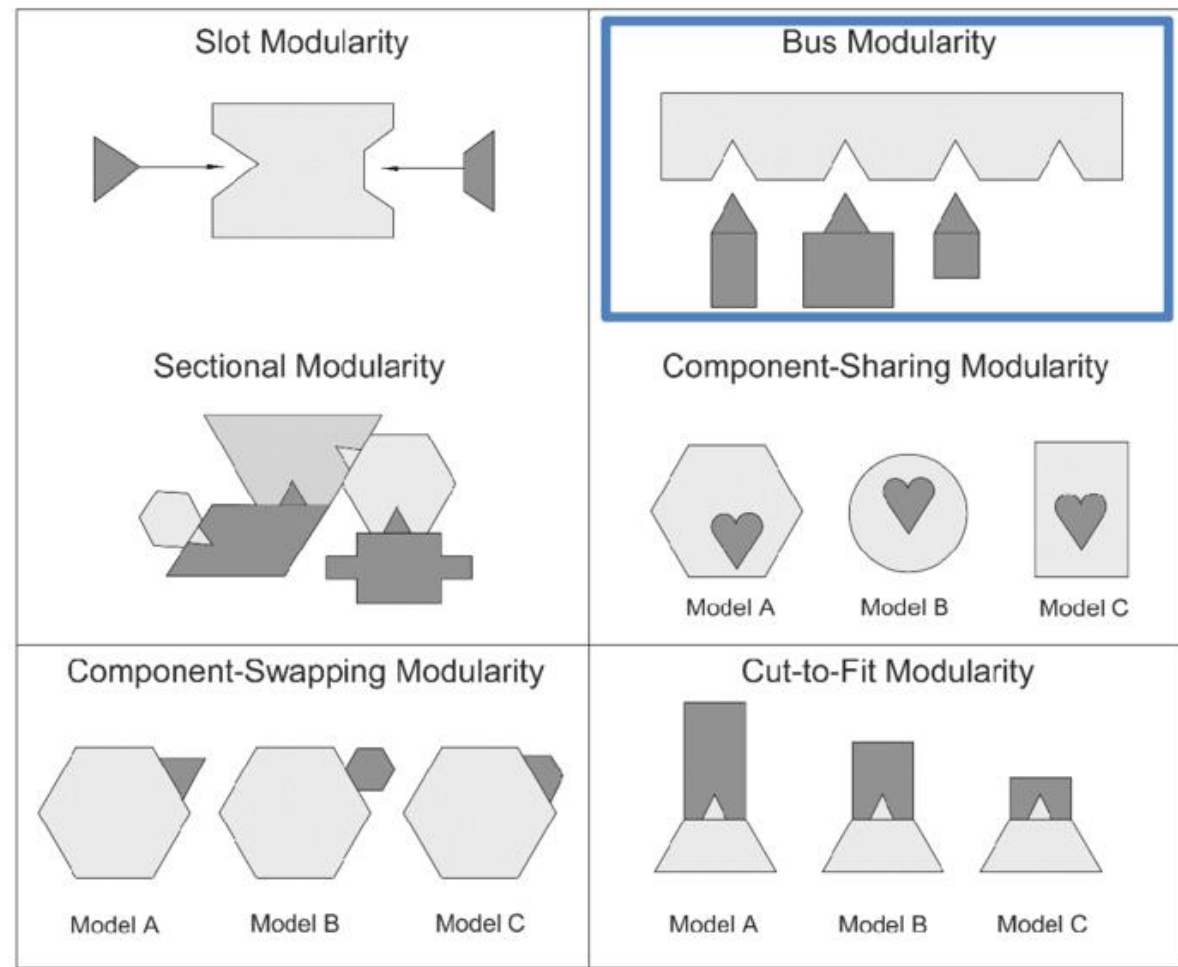 Slot Modularity
Bus Modularity
Sectional Modularity
Component-Sharing Modularity
Model A
Model B
Model C
Component-Swapping Modularity
Cut-to-Fit Modularity
Model A
Model B
Model C
Model A
Model B
Model C